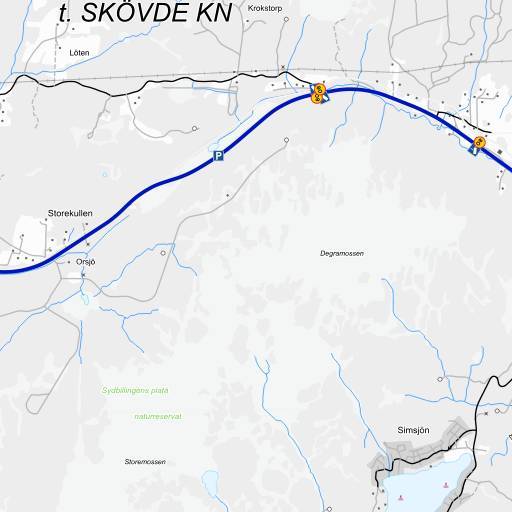 Krokstorp
t. SKÖVDE KN
Löten
P
Storekullen
Degramossen
Orsjö
Sydbillingens platå
naturreservat
Simsjön
Storemossen